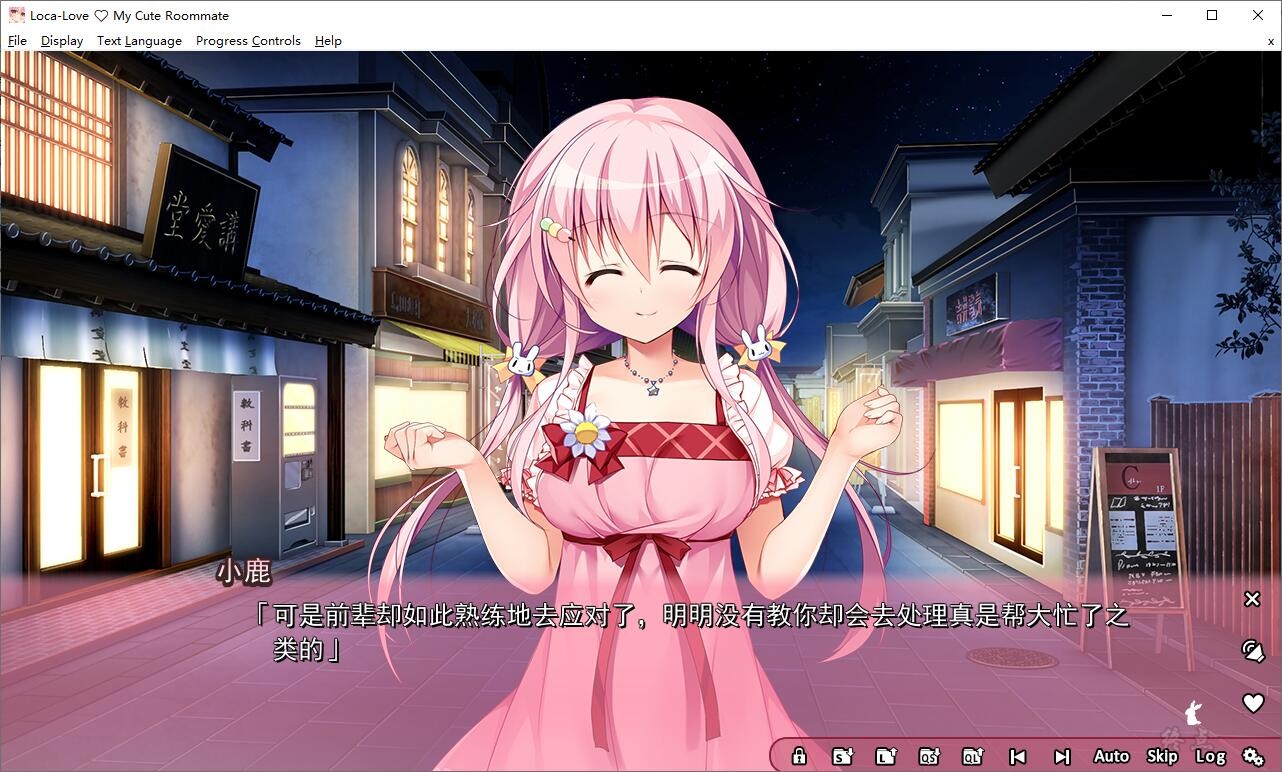 Loca-Love ♡ My Cute Roommate
File Display Text Language Progress Controls Help
x
堂愛講
教科書
教科書
C
1F
小鹿
「可是前辈却如此熟练地去应对了，明明没有教你却会去处理真是帮大忙了之
类的」
S L QS QL Auto Skip Log